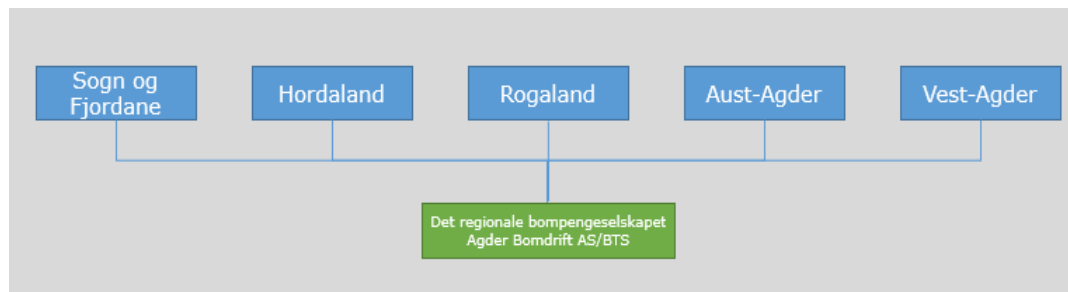 Sogn og
Fjordane
Hordaland
Rogaland
Aust-Agder
Vest-Agder
Det regionale bompengeselskapet
Agder Bomdrift AS/BTS